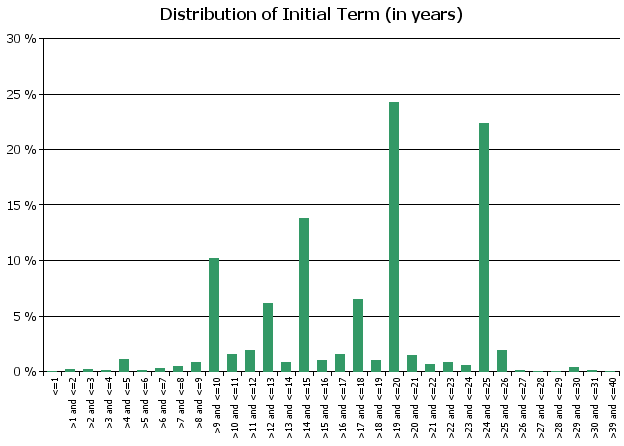 Distribution of Initial Term (in years)
30 %
25 %
20 %
15 %
10 %
5 %
0 %
<=1
>1 and <=2
>2 and <=3
>3 and <=4
>4 and <=5
>5 and <=6
>6 and <=7
>7 and <=8
>8 and <=9
>9 and <=10
>10 and <=11
>11 and <=12
>12 and <=13
>13 and <=14
>14 and <=15
>15 and <=16
>16 and <=17
>17 and <=18
>18 and <=19
>19 and <=20
>20 and <=21
>21 and <=22
>22 and <=23
>23 and <=24
>24 and <=25
>25 and <=26
>26 and <=27
>27 and <=28
>28 and <=29
>29 and <=30
>30 and <=31
>39 and <=40